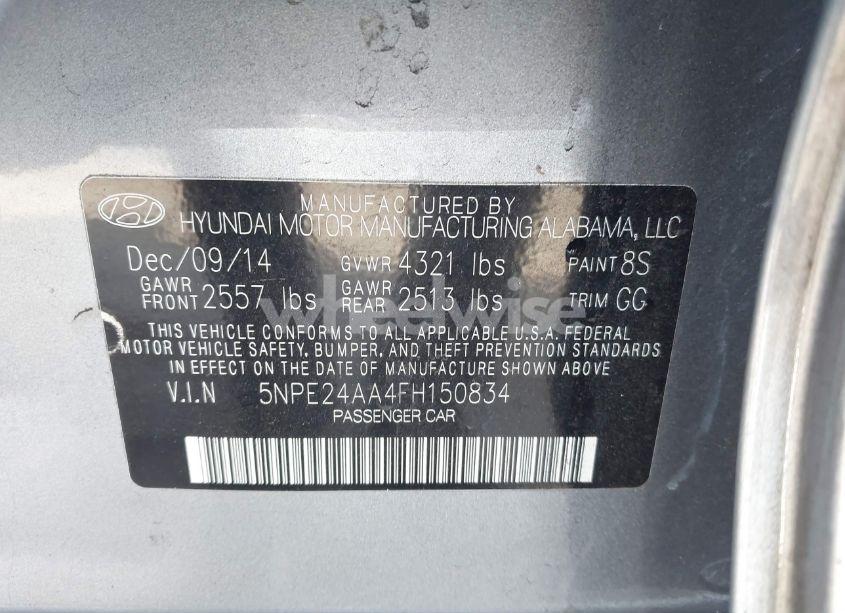 MANUFACTURED BY
HYUNDAI MOTOR MANUFACTURING ALABAMA, LLC
Dec/09/14 GVWR 4321 lbs PAINT 8S
GAWR FRONT 2557 lbs GAWR REAR 2513 lbs TRIM GG
THIS VEHICLE CONFORMS TO ALL APPLICABLE U.S.A. FEDERAL
MOTOR VEHICLE SAFETY, BUMPER, AND THEFT PREVENTION STANDARDS
IN EFFECT ON THE DATE OF MANUFACTURE SHOWN ABOVE
V.I.N 5NPE24AA4FH150834
PASSENGER CAR
wheelwise